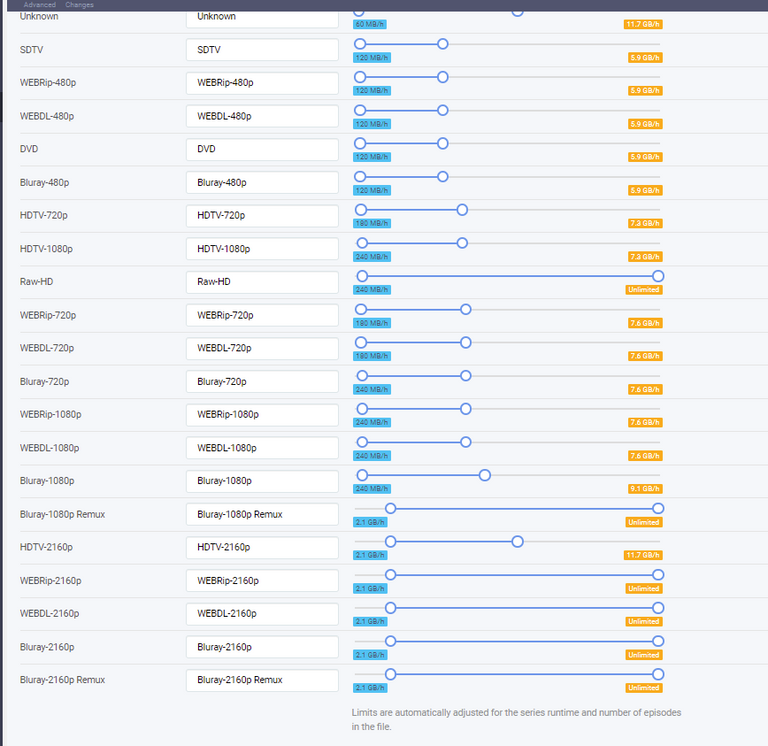 Advanced Changes
Unknown Unknown 60 MB/h 11.7 GB/h
SDTV SDTV 120 MB/h 5.9 GB/h
WEBRip-480p WEBRip-480p 120 MB/h 5.9 GB/h
WEBDL-480p WEBDL-480p 120 MB/h 5.9 GB/h
DVD DVD 120 MB/h 5.9 GB/h
Bluray-480p Bluray-480p 120 MB/h 5.9 GB/h
HDTV-720p HDTV-720p 180 MB/h 7.3 GB/h
HDTV-1080p HDTV-1080p 240 MB/h 7.3 GB/h
Raw-HD Raw-HD 240 MB/h Unlimited
WEBRip-720p WEBRip-720p 180 MB/h 7.6 GB/h
WEBDL-720p WEBDL-720p 180 MB/h 7.6 GB/h
Bluray-720p Bluray-720p 240 MB/h 7.6 GB/h
WEBRip-1080p WEBRip-1080p 240 MB/h 7.6 GB/h
WEBDL-1080p WEBDL-1080p 240 MB/h 7.6 GB/h
Bluray-1080p Bluray-1080p 240 MB/h 9.1 GB/h
Bluray-1080p Remux Bluray-1080p Remux 2.1 GB/h Unlimited
HDTV-2160p HDTV-2160p 2.1 GB/h 11.7 GB/h
WEBRip-2160p WEBRip-2160p 2.1 GB/h Unlimited
WEBDL-2160p WEBDL-2160p 2.1 GB/h Unlimited
Bluray-2160p Bluray-2160p 2.1 GB/h Unlimited
Bluray-2160p Remux Bluray-2160p Remux 2.1 GB/h Unlimited
Limits are automatically adjusted for the series runtime and number of episodes
in the file.